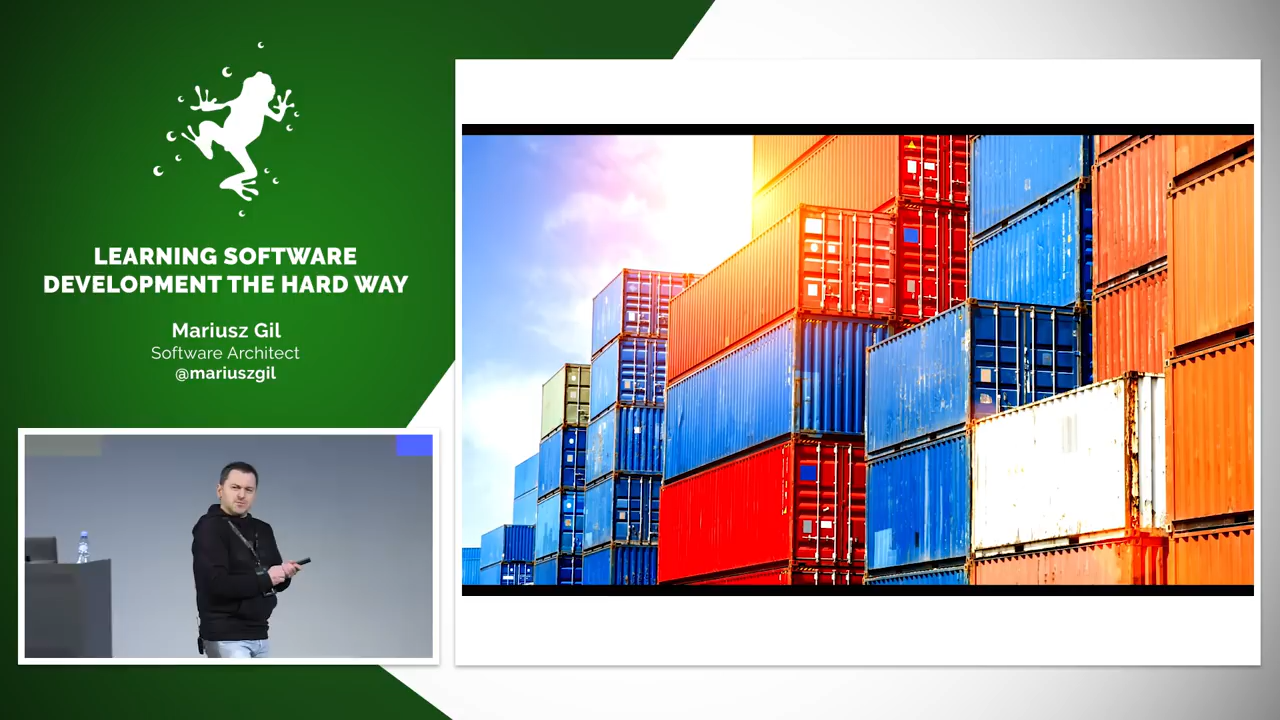 LEARNING SOFTWARE
DEVELOPMENT THE HARD WAY
Mariusz Gil
Software Architect
@mariuszgil